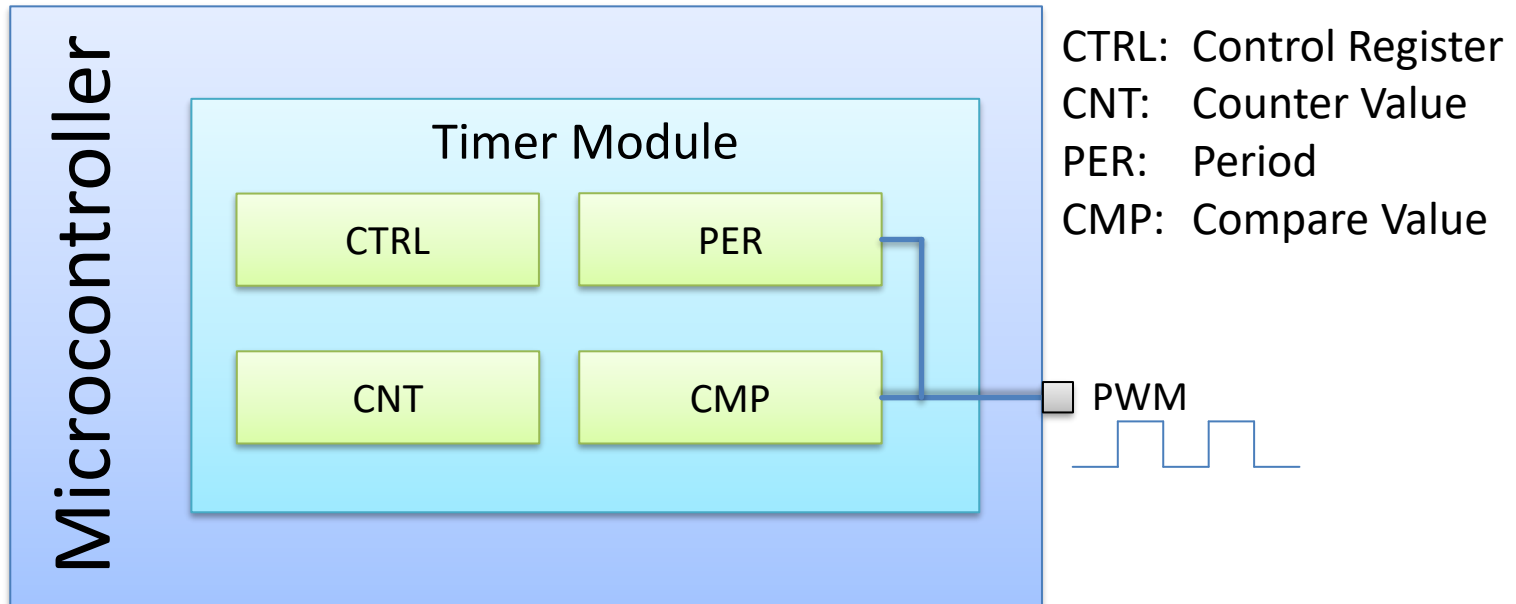 Microcontroller
Timer Module
CTRL
PER
CNT
CMP
CTRL: Control Register
CNT: Counter Value
PER: Period
CMP: Compare Value
PWM